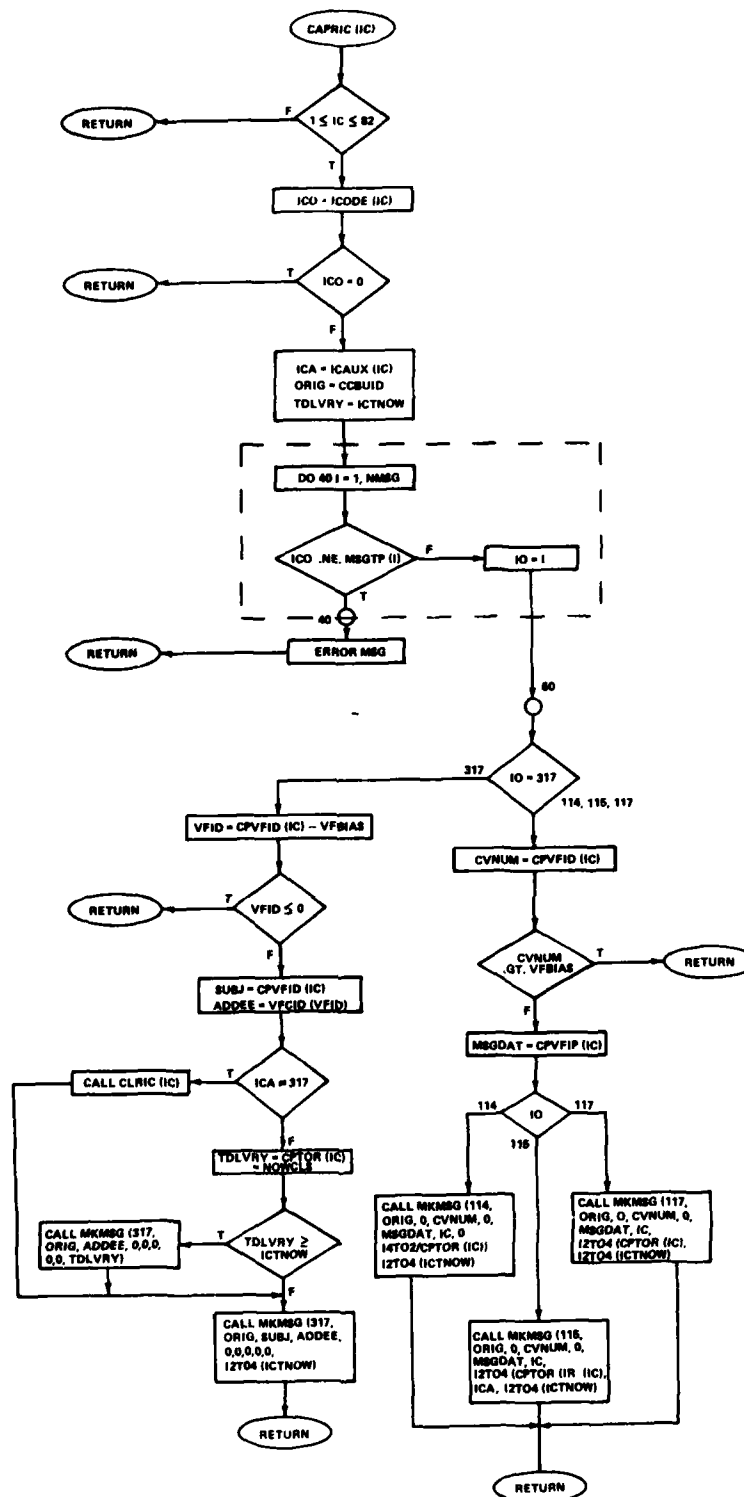 CAPRIC (IC)
F
RETURN
1 ≤ IC ≤ 82
T
ICO = ICODE (IC)
T
RETURN
ICO = 0
F
ICA = ICAUX (IC)
ORIG = CCBUID
TDLVRY = ICTNOW
DO 40 I = 1, NMSG
ICO .NE. MSGTP (I)
F
IO = I
T
40
RETURN
ERROR MSG
60
317
IO = 317
114, 115, 117
VFID = CPVFID (IC) – VFBIAS
CVNUM = CPVFID (IC)
RETURN
T
VFID ≤ 0
F
CVNUM
.GT. VFBIAS
T
RETURN
F
SUBJ = CPVFID (IC)
ADDEE = VFCID (VFID)
MSGDAT = CPVFIP (IC)
CALL CLRIC (IC)
T
ICA = 317
F
114
IO
117
115
TDLVRY = CPTOR (IC)
– NOWCLS
CALL MKMSG (114,
ORIG, 0, CVNUM, 0,
MSGDAT, IC, 0
I4TO2/CPTOR (IC))
I2TO4 (ICTNOW)
CALL MKMSG (117,
ORIG, O, CVNUM, 0,
MSGDAT, IC,
I2TO4 (CPTOR (IC),
I2TO4 (ICTNOW)
CALL MKMSG (317,
ORIG, ADDEE, 0,0,0,
0,0, TDLVRY)
T
TDLVRY ≥
ICTNOW
F
CALL MKMSG (317,
ORIG, SUBJ, ADDEE,
0,0,0,0,0,
I2TO4 (ICTNOW)
CALL MKMSG (115,
ORIG, 0, CVNUM, 0,
MSGDAT, IC,
I2TO4 (CPTOR (IR (IC),
ICA, I2TO4 (ICTNOW)
RETURN
RETURN